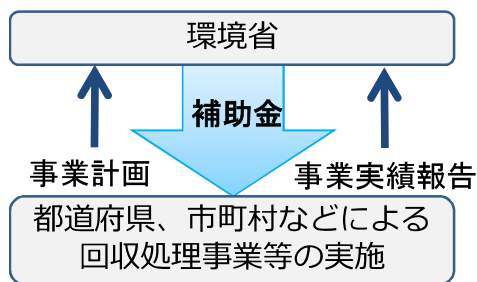 環境省
補助金
事業計画
事業実績報告
都道府県、市町村などによる
回収処理事業等の実施